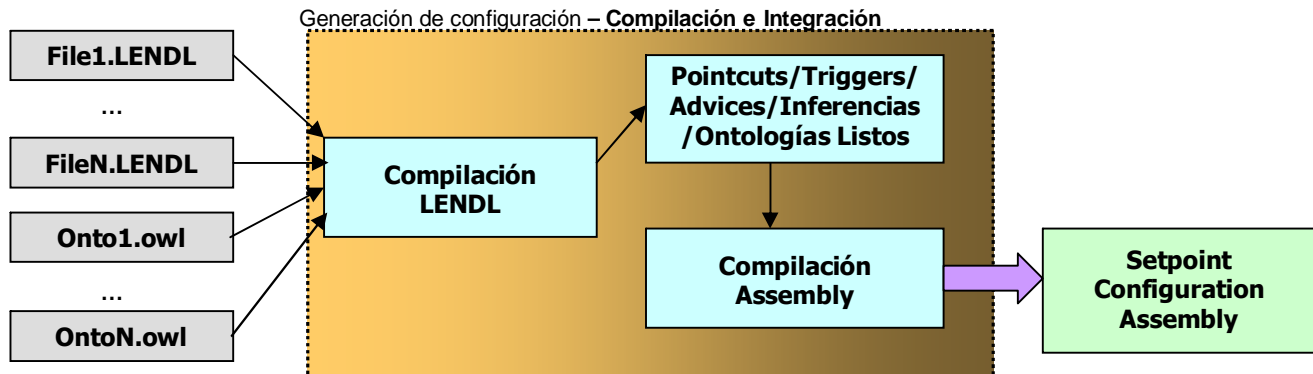 Generación de configuración – Compilación e Integración
File1.LENDL
...
FileN.LENDL
Onto1.owl
...
OntoN.owl
Compilación
LENDL
Pointcuts/Triggers/
Advices/Inferencias
/Ontologías Listos
Compilación
Assembly
Setpoint
Configuration
Assembly